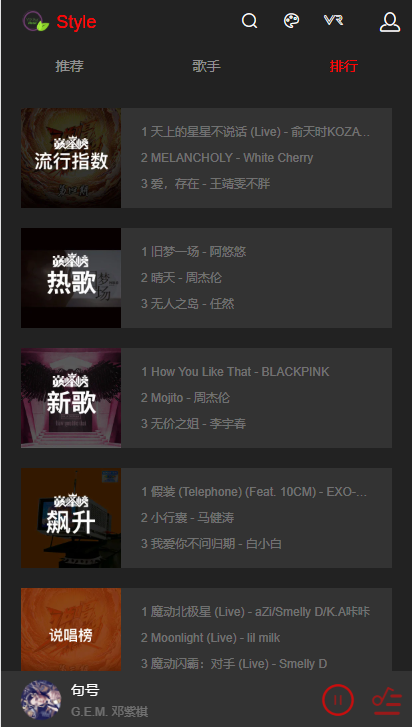 Style
VR
推荐 歌手 排行
巅峰榜
流行指数
1 天上的星星不说话 (Live) - 俞天时KOZA...
2 MELANCHOLY - White Cherry
3 爱，存在 - 王靖雯不胖
巅峰榜
热歌
1 旧梦一场 - 阿悠悠
2 晴天 - 周杰伦
3 无人之岛 - 任然
巅峰榜
新歌
1 How You Like That - BLACKPINK
2 Mojito - 周杰伦
3 无价之姐 - 李宇春
巅峰榜
飙升
1 假装 (Telephone) (Feat. 10CM) - EXO-...
2 小行囊 - 马健涛
3 我爱你不问归期 - 白小白
说唱榜
1 魔动北极星 (Live) - aZi/Smelly D/K.A咔咔
2 Moonlight (Live) - lil milk
3 魔动闪霸：对手 (Live) - Smelly D
句号
G.E.M. 邓紫棋